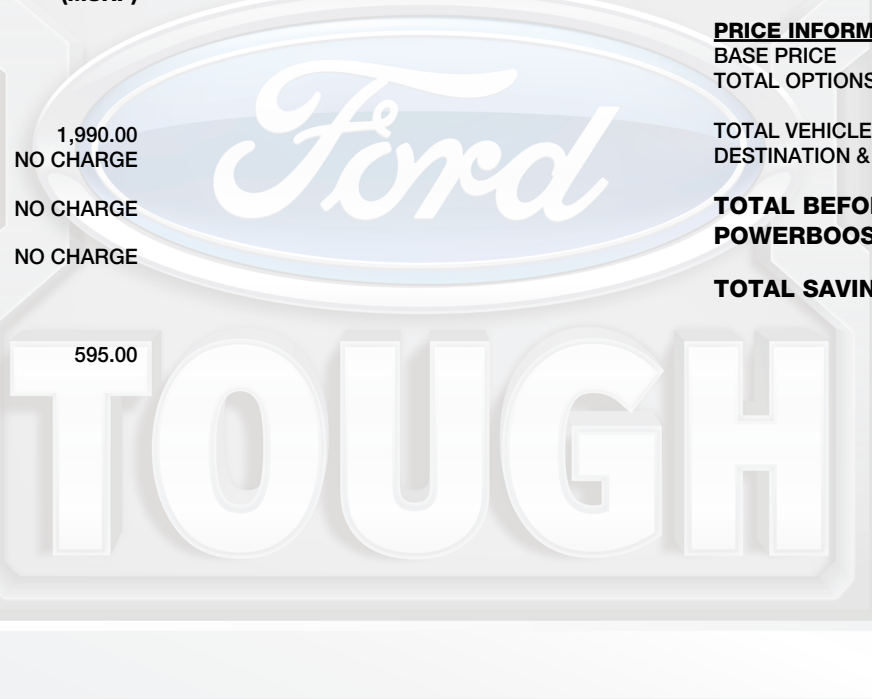 (MSRP)
1,990.00
NO CHARGE
NO CHARGE
NO CHARGE
595.00
PRICE INFORM
BASE PRICE
TOTAL OPTIONS
TOTAL VEHICLE
DESTINATION &
TOTAL BEFO
POWERBOOS
TOTAL SAVIN
Ford
TOUGH